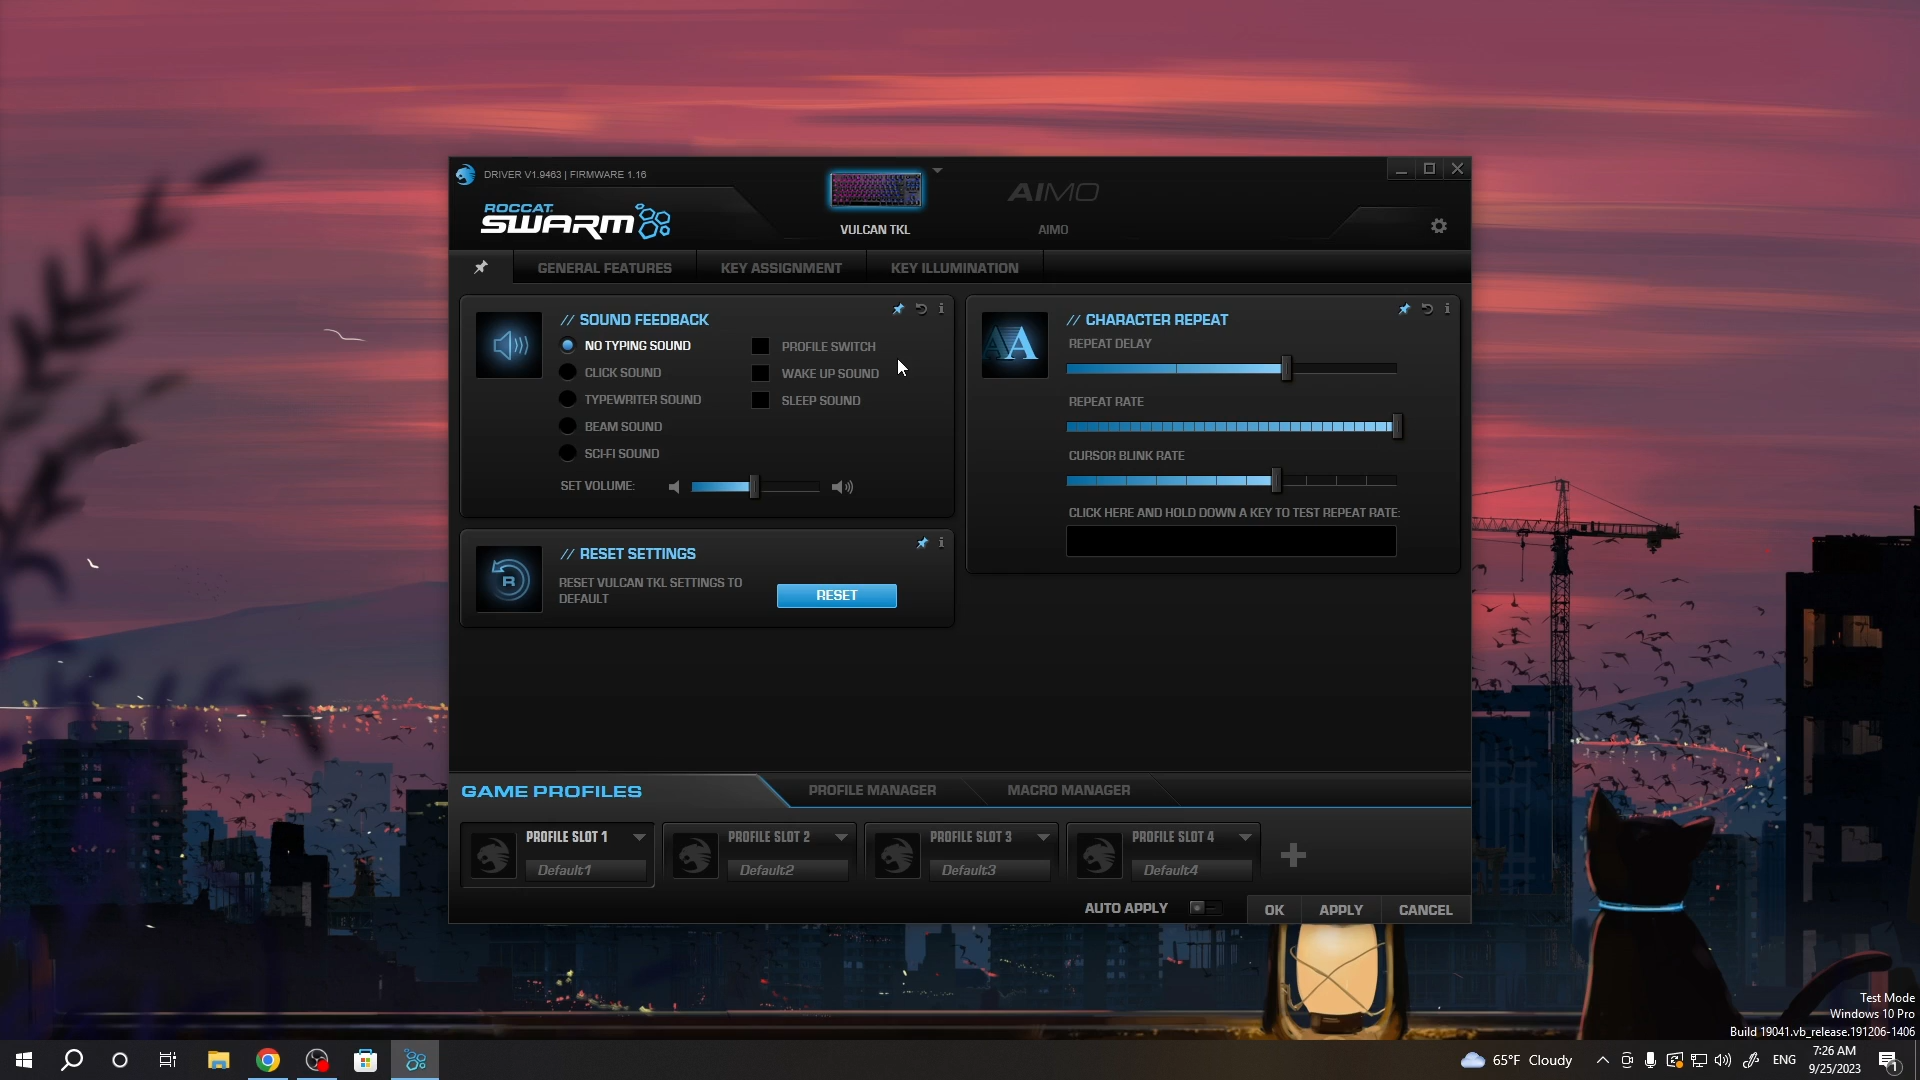 DRIVER V1.9463 | FIRMWARE 1.16
ROCCAT
SWARM
VULCAN TKL
AIMO
AIMO
GENERAL FEATURES
KEY ASSIGNMENT
KEY ILLUMINATION
// SOUND FEEDBACK
NO TYPING SOUND
CLICK SOUND
TYPEWRITER SOUND
BEAM SOUND
SCI-FI SOUND
PROFILE SWITCH
WAKE UP SOUND
SLEEP SOUND
SET VOLUME:
// RESET SETTINGS
R
RESET VULCAN TKL SETTINGS TO
DEFAULT
RESET
// CHARACTER REPEAT
AA
REPEAT DELAY
REPEAT RATE
CURSOR BLINK RATE
CLICK HERE AND HOLD DOWN A KEY TO TEST REPEAT RATE:
GAME PROFILES
PROFILE MANAGER
MACRO MANAGER
PROFILE SLOT 1
Default1
PROFILE SLOT 2
Default2
PROFILE SLOT 3
Default3
PROFILE SLOT 4
Default4
AUTO APPLY
OK
APPLY
CANCEL
Test Mode
Windows 10 Pro
Build 19041.vb_release.191206-1406
65°F Cloudy
ENG
7:26 AM
9/25/2023
1